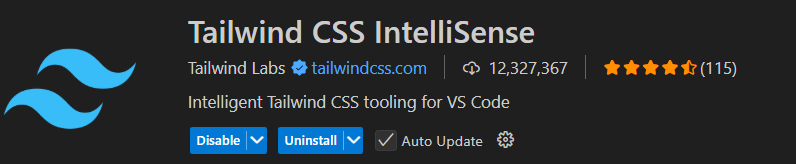 Tailwind CSS IntelliSense
Tailwind Labs tailwindcss.com 12,327,367 (115)
Intelligent Tailwind CSS tooling for VS Code
Disable Uninstall Auto Update